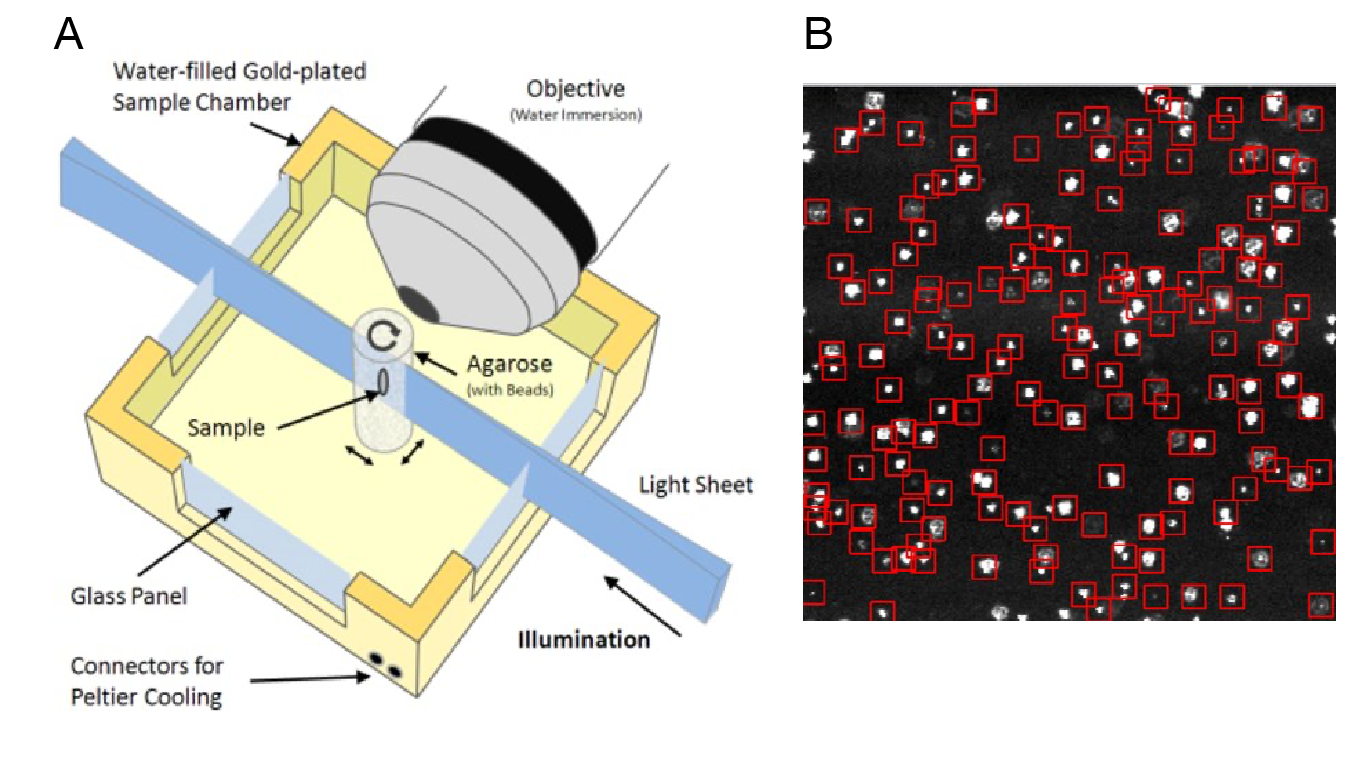 A
B
Water-filled Gold-plated
Sample Chamber
Objective
(Water Immersion)
Agarose
(with Beads)
Sample
Light Sheet
Glass Panel
Illumination
Connectors for
Peltier Cooling